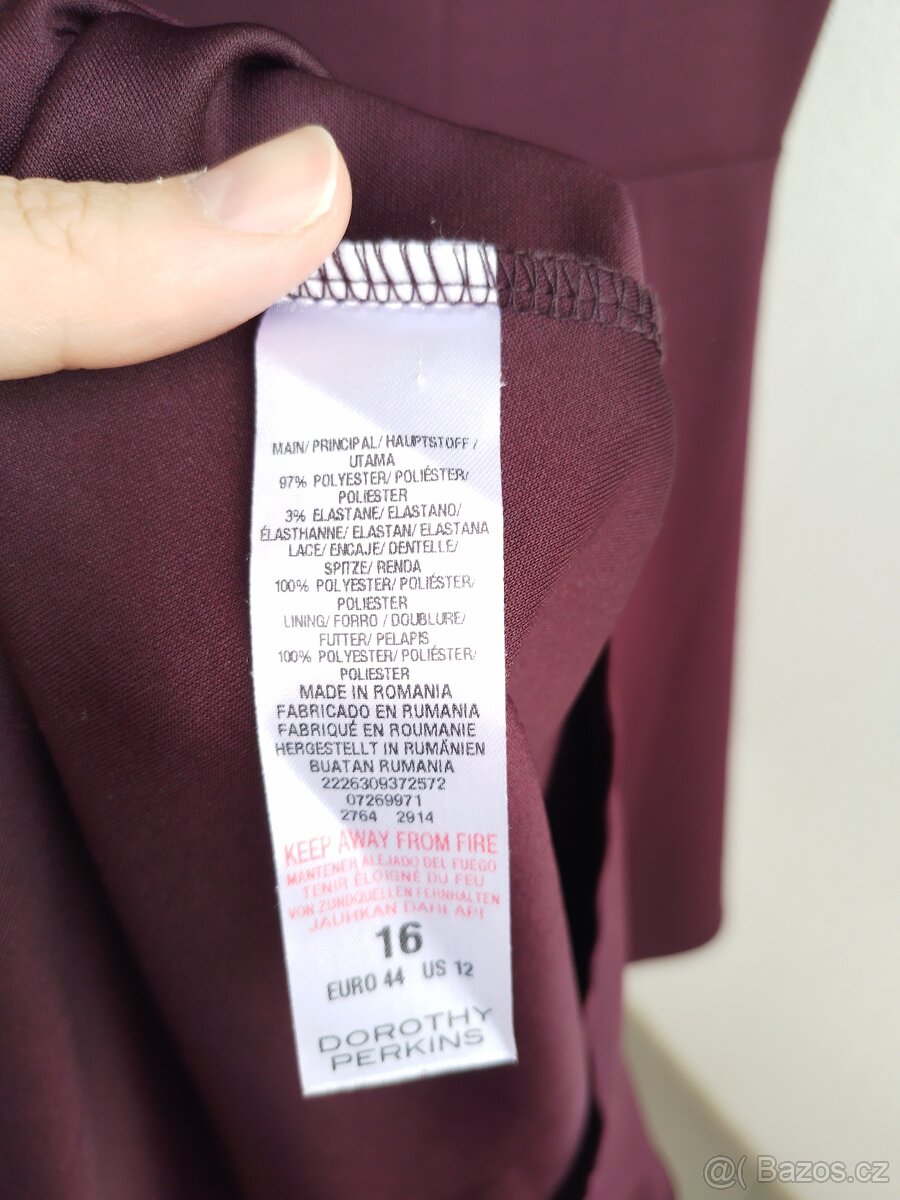 MAIN/ PRINCIPAL/ HAUPTSTOFF/
UTAMA
97% POLYESTER/ POLIÉSTER/
POLIESTER
3% ELASTANE/ ELASTANO/
ÉLASTHANNE/ ELASTAN/ ELASTANA
LACE/ ENCAJE/ DENTELLE/
SPITZE/ RENDA
100% POLYESTER/ POLIÉSTER/
POLIESTER
LINING/ FORRO / DOUBLURE/
FUTTER/ PELAPIS
100% POLYESTER/ POLIÉSTER/
POLIESTER
MADE IN ROMANIA
FABRICADO EN RUMANIA
FABRIQUÉ EN ROUMANIE
HERGESTELLT IN RUMÄNIEN
BUATAN RUMANIA
2226309372572
07269971
2764 2914
KEEP AWAY FROM FIRE
MANTENER ALEJADO DEL FUEGO
TENIR ÉLOIGNÉ DU FEU
VON ZUNDQUELLEN FERNHALTEN
JAUHKAN DARI API
16
EURO 44 US 12
DOROTHY
PERKINS
@( Bazos.cz